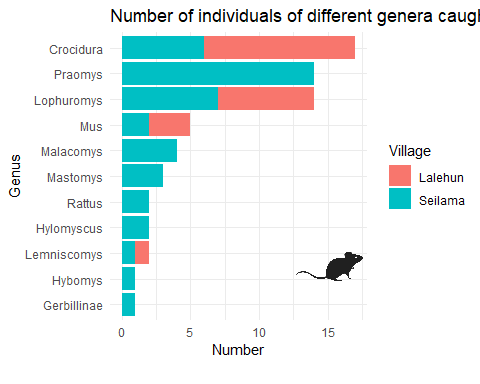 Number of individuals of different genera caugh
Crocidura
Praomys
Lophuromys
Mus
Malacomys
Mastomys
Rattus
Hylomyscus
Lemniscomys
Hybomys
Gerbillinae
Genus
0 5 10 15
Number
Village
Lalehun
Seilama